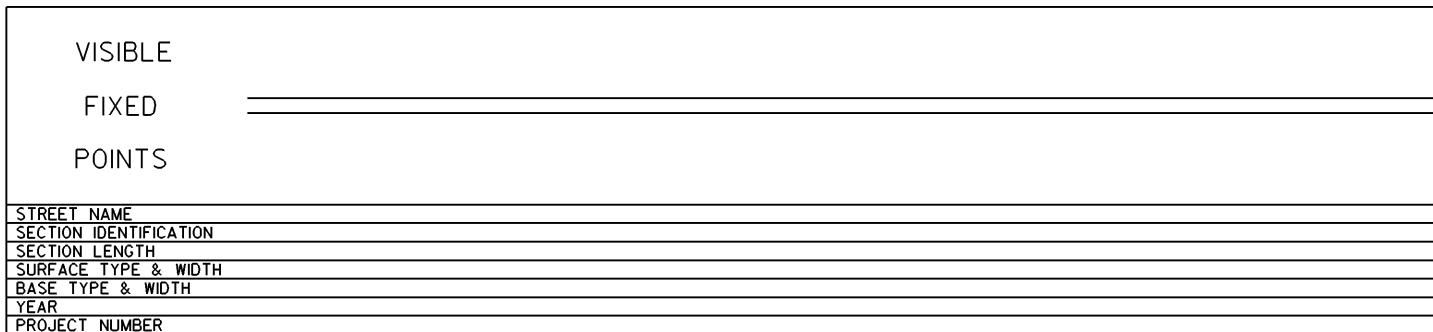 VISIBLE
FIXED
POINTS
STREET NAME
SECTION IDENTIFICATION
SECTION LENGTH
SURFACE TYPE & WIDTH
BASE TYPE & WIDTH
YEAR
PROJECT NUMBER